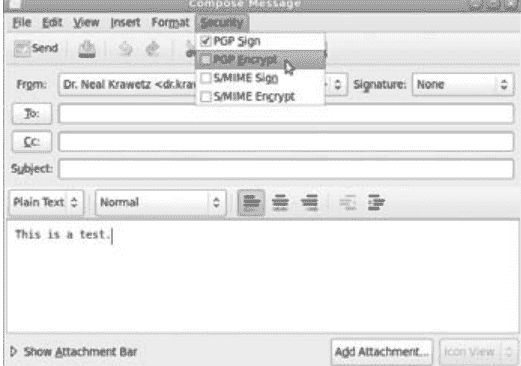 Compose Message
File Edit View Insert Format Security
Send
PGP Sign
PGP Encrypt
S/MIME Sign
S/MIME Encrypt
From: Dr. Neal Krawetz <dr.kra Signature: None
To:
Cc:
Subject:
Plain Text Normal
This is a test.
Show Attachment Bar Add Attachment... Icon View